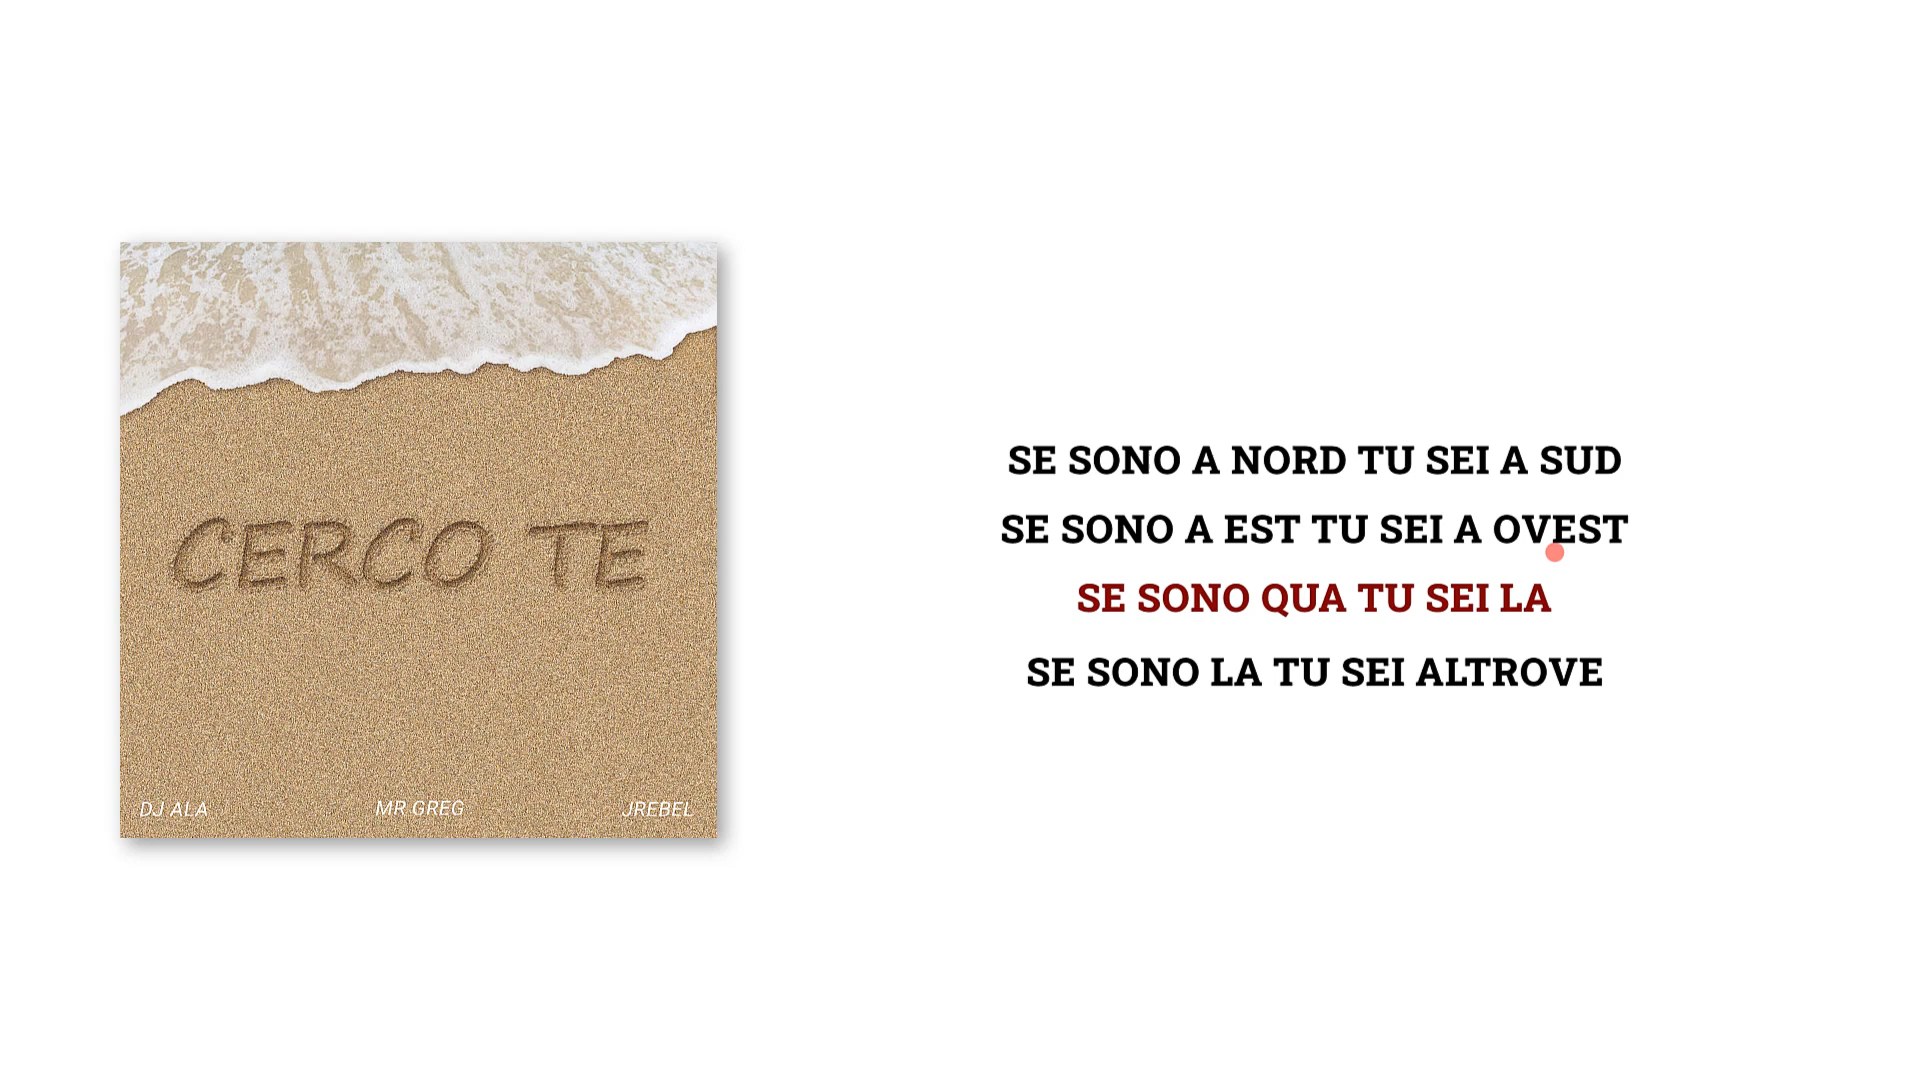 CERCO TE
DJ ALA
MR GREG
JREBEL
SE SONO A NORD TU SEI A SUD
SE SONO A EST TU SEI A OVEST
SE SONO QUA TU SEI LA
SE SONO LA TU SEI ALTROVE